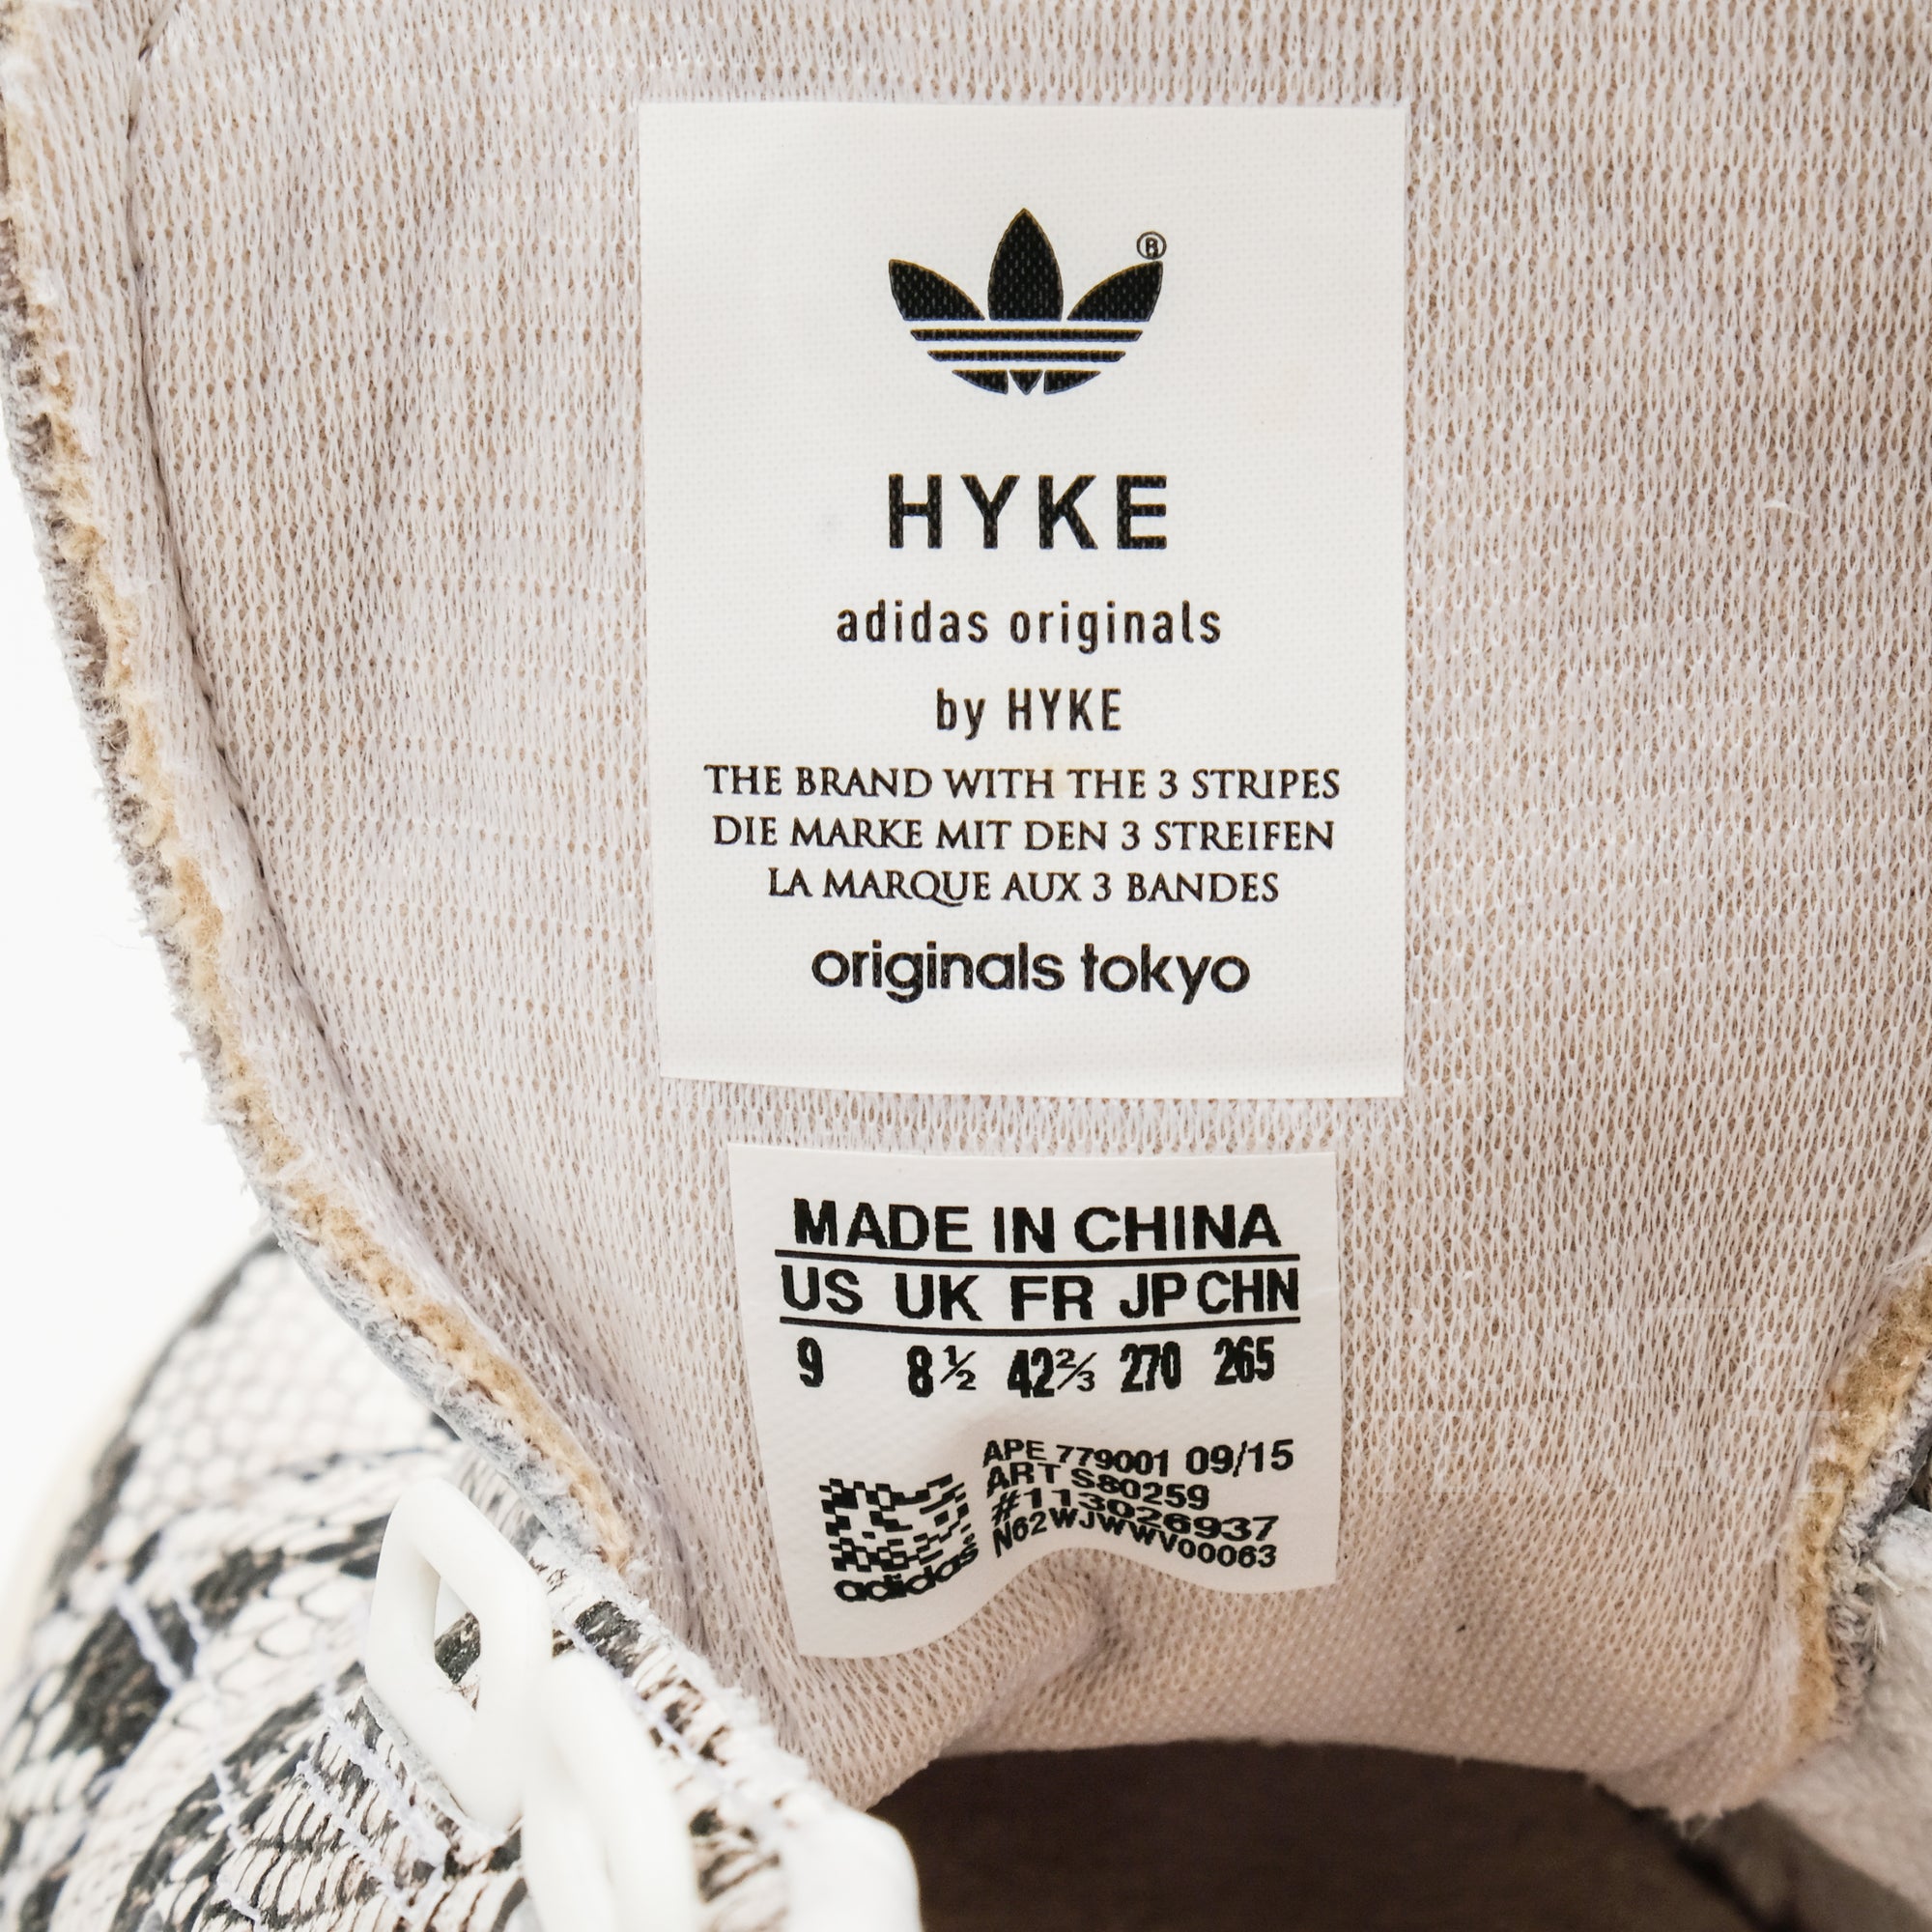 ®
HYKE
adidas originals
by HYKE
THE BRAND WITH THE 3 STRIPES
DIE MARKE MIT DEN 3 STREIFEN
LA MARQUE AUX 3 BANDES
originals tokyo
MADE IN CHINA
US UK FR JP CHN
9 8½ 42⅔ 270 265
APE 779001 09/15
ART S80259
#113026937
N62WJWWV00063
adidas